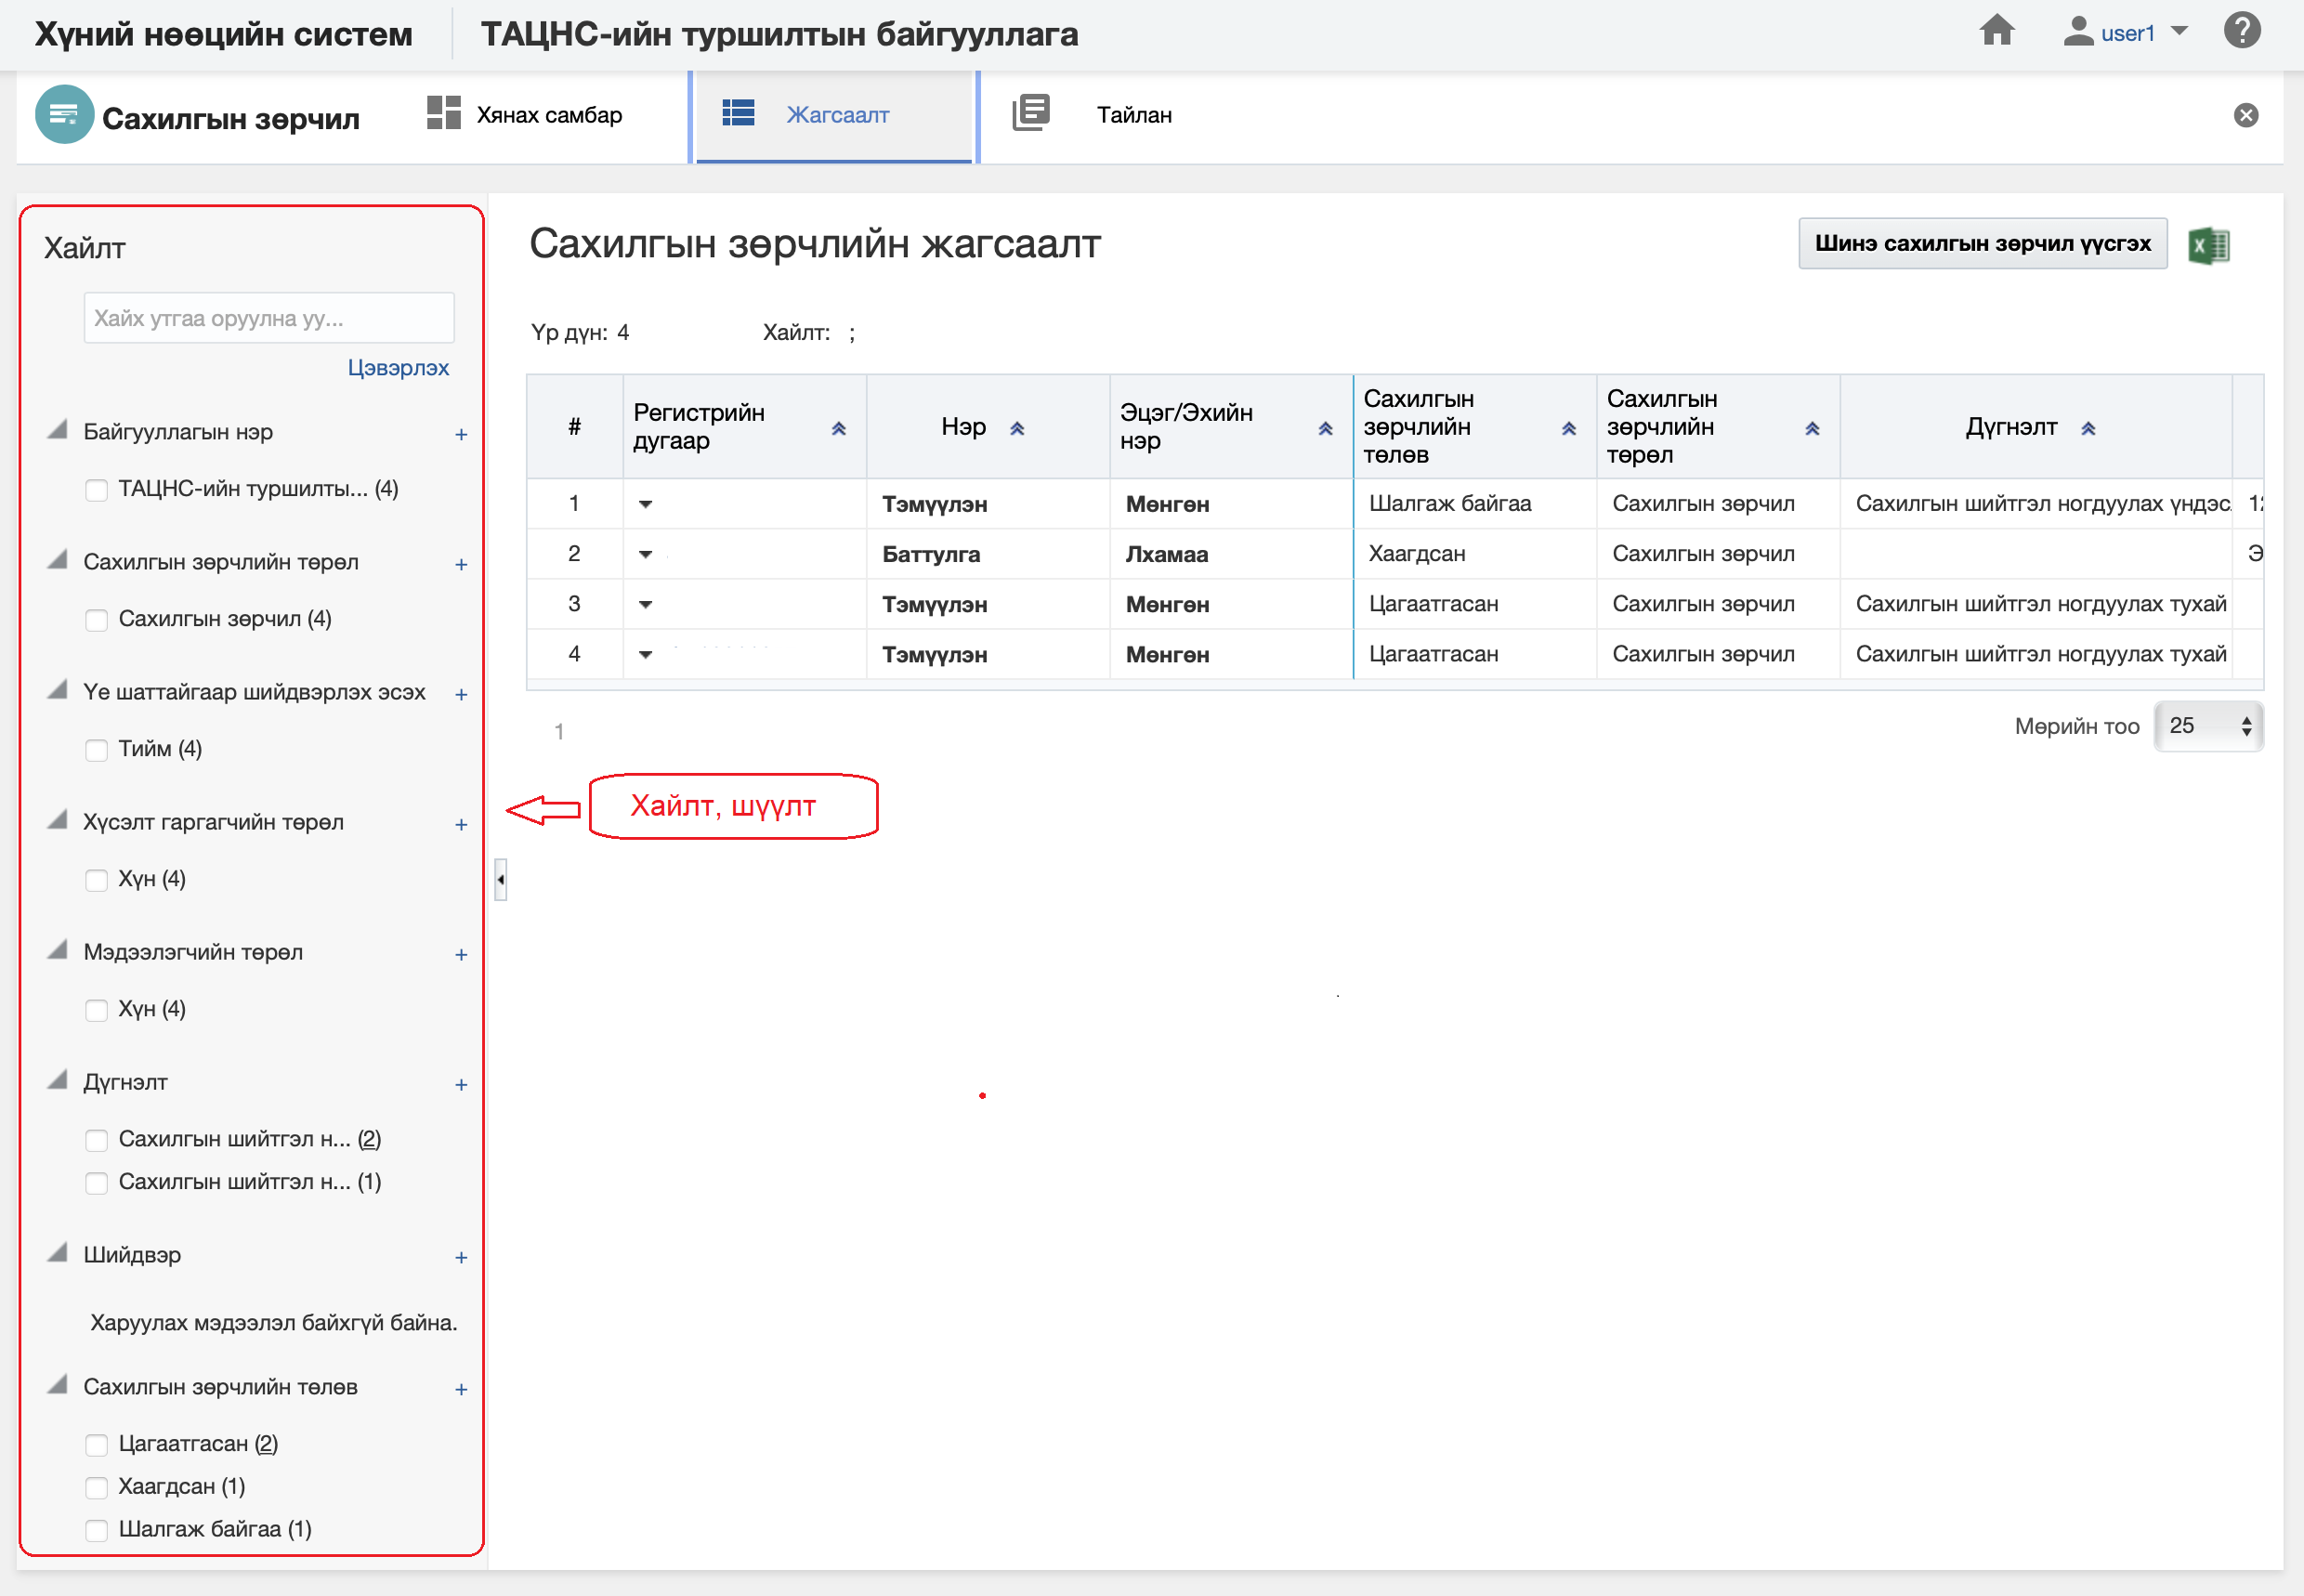 Хүний нөөцийн систем
ТАЦНС-ийн туршилтын байгууллага
user1
Сахилгын зөрчил
Хянах самбар
Жагсаалт
Тайлан
Хайлт
Хайх утгаа оруулна уу...
Цэвэрлэх
Байгууллагын нэр +
ТАЦНС-ийн туршилты... (4)
Сахилгын зөрчлийн төрөл +
Сахилгын зөрчил (4)
Үе шаттайгаар шийдвэрлэх эсэх +
Тийм (4)
Хүсэлт гаргагчийн төрөл +
Хүн (4)
Мэдээлэгчийн төрөл +
Хүн (4)
Дүгнэлт +
Сахилгын шийтгэл н... (2)
Сахилгын шийтгэл н... (1)
Шийдвэр +
Харуулах мэдээлэл байхгүй байна.
Сахилгын зөрчлийн төлөв +
Цагаатгасан (2)
Хаагдсан (1)
Шалгаж байгаа (1)
Сахилгын зөрчлийн жагсаалт
Шинэ сахилгын зөрчил үүсгэх
Үр дүн: 4 Хайлт: ;
# Регистрийн дугаар Нэр Эцэг/Эхийн нэр Сахилгын зөрчлийн төлөв Сахилгын зөрчлийн төрөл Дүгнэлт
1 Тэмүүлэн Мөнгөн Шалгаж байгаа Сахилгын зөрчил Сахилгын шийтгэл ногдуулах үндэс
2 Баттулга Лхамаа Хаагдсан Сахилгын зөрчил Э
3 Тэмүүлэн Мөнгөн Цагаатгасан Сахилгын зөрчил Сахилгын шийтгэл ногдуулах тухай
4 Тэмүүлэн Мөнгөн Цагаатгасан Сахилгын зөрчил Сахилгын шийтгэл ногдуулах тухай
1
Мөрийн тоо 25
Хайлт, шүүлт